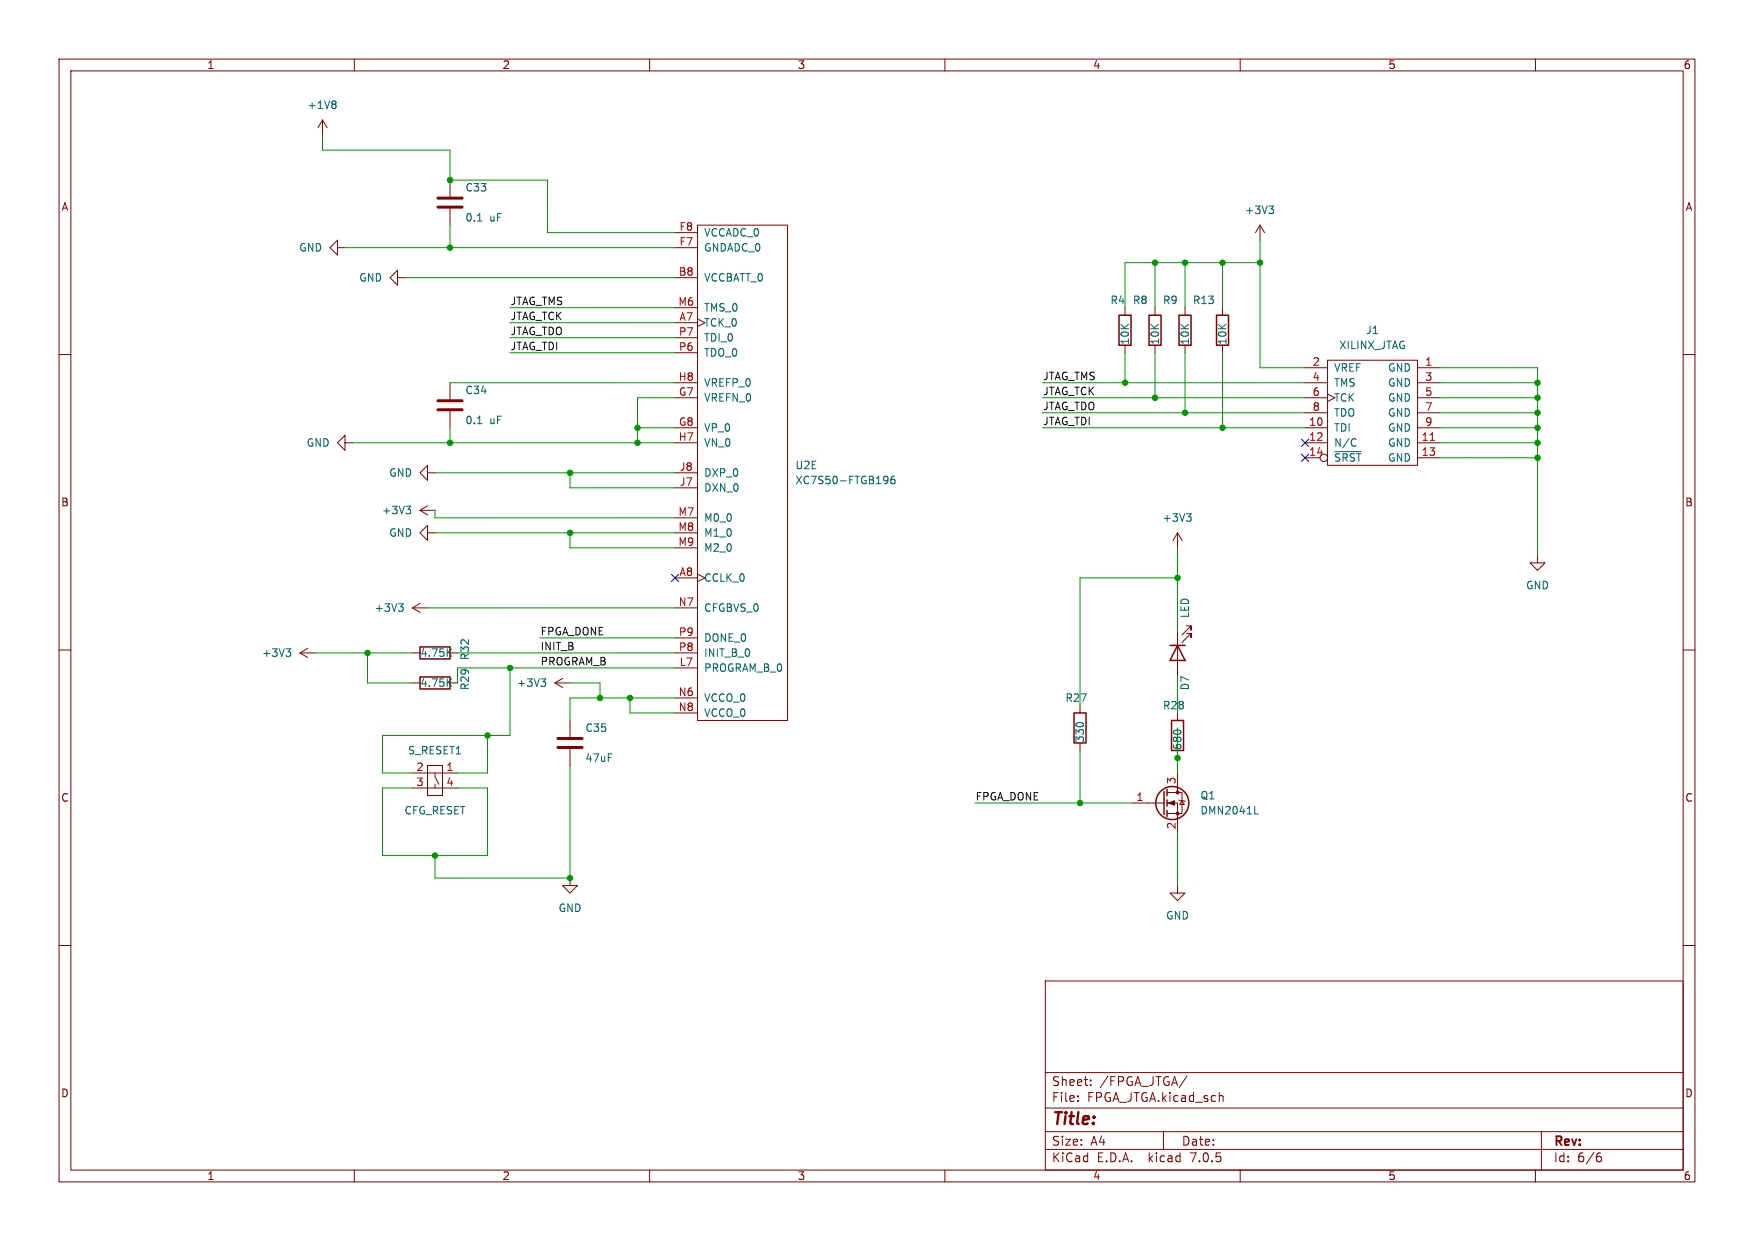 1 2 3 4 5 6
+1V8
C33
0.1 uF
A
A
GND
F8 VCCADC_0
F7 GNDADC_0
GND
B8 VCCBATT_0
JTAG_TMS M6 TMS_0
JTAG_TCK A7 TCK_0
JTAG_TDO P7 TDI_0
JTAG_TDI P6 TDO_0
C34
0.1 uF
H8 VREFP_0
G7 VREFN_0
G8 VP_0
GND H7 VN_0
GND J8 DXP_0
J7 DXN_0
+3V3 M7 M0_0
GND M8 M1_0
M9 M2_0
A8 CCLK_0
+3V3 N7 CFGBVS_0
FPGA_DONE P9 DONE_0
+3V3 4.75K R32 INIT_B P8 INIT_B_0
4.75K R29 PROGRAM_B L7 PROGRAM_B_0
+3V3
N6 VCCO_0
N8 VCCO_0
U2E
XC7S50-FTGB196
C35
47uF
S_RESET1
2 1
3 4
CFG_RESET
GND
+3V3
R4 R8 R9 R13
10K 10K 10K 10K
J1
XILINX_JTAG
2 VREF GND 1
JTAG_TMS 4 TMS GND 3
JTAG_TCK 6 TCK GND 5
JTAG_TDO 8 TDO GND 7
JTAG_TDI 10 TDI GND 9
12 N/C GND 11
14 SRST GND 13
GND
B
B
+3V3
LED
D7
R27
330
R28
680
FPGA_DONE
1
3
2
Q1
DMN2041L
GND
C
C
D
D
Sheet: /FPGA_JTGA/
File: FPGA_JTGA.kicad_sch
Title:
Size: A4 Date: Rev:
KiCad E.D.A. kicad 7.0.5 Id: 6/6
1 2 3 4 5 6